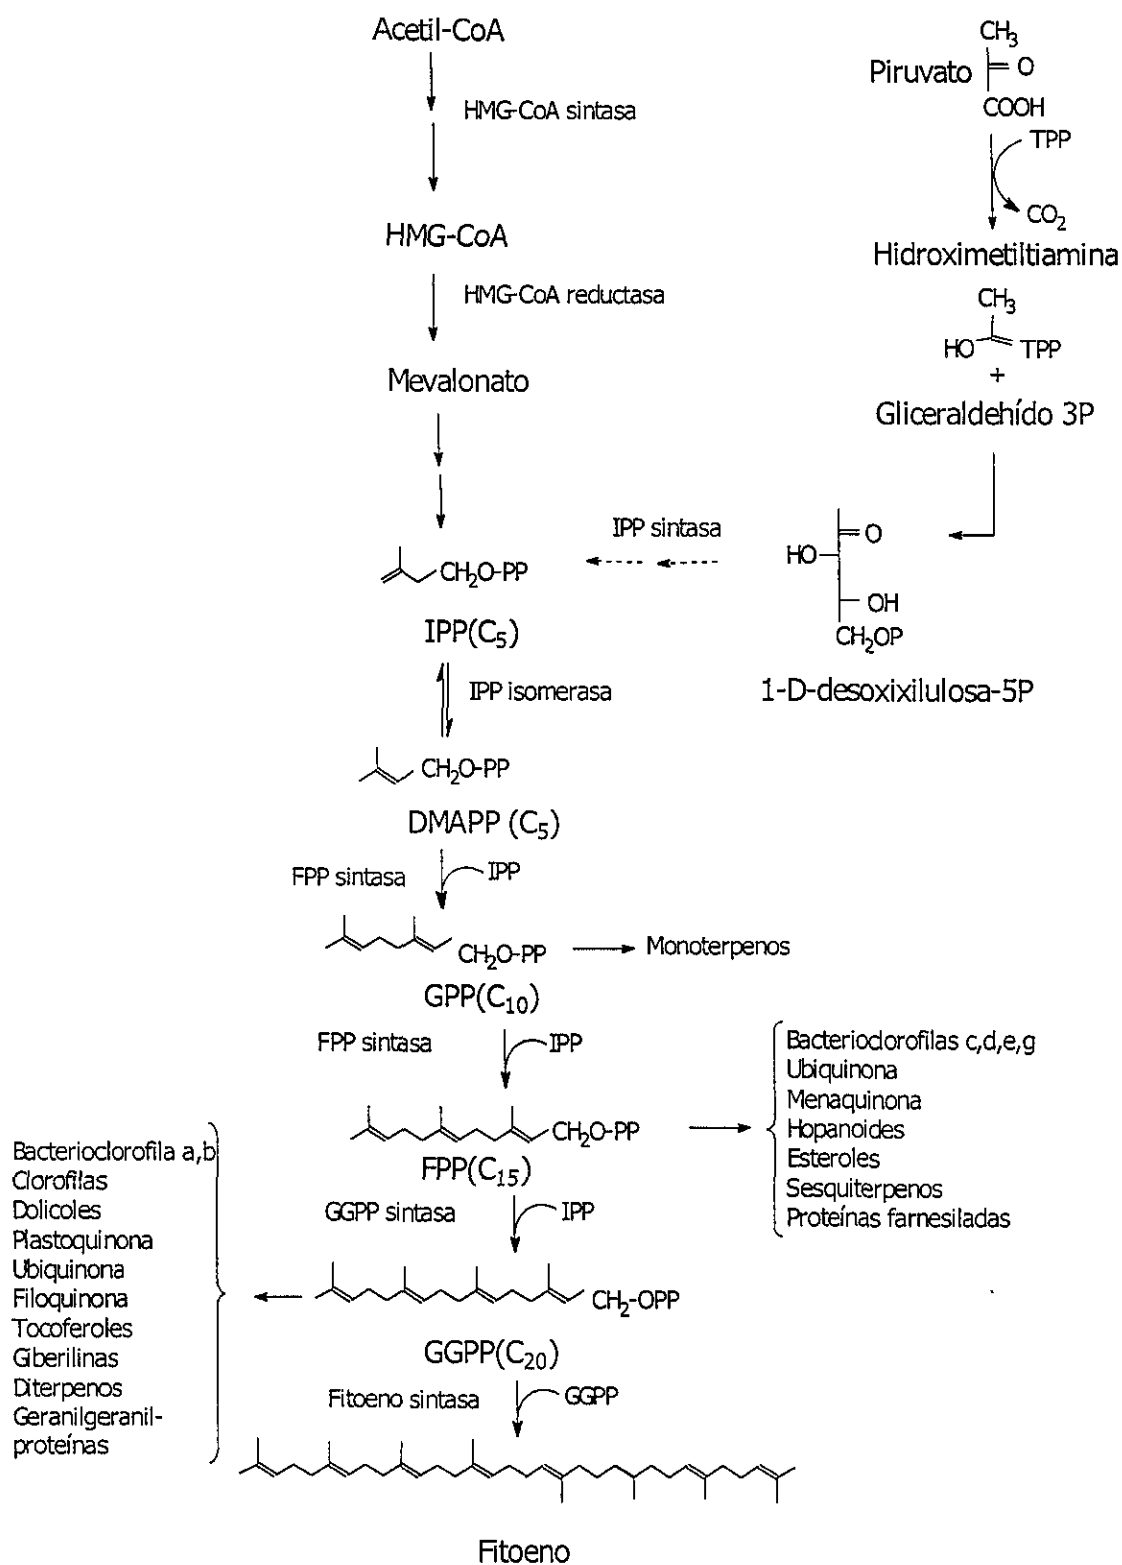 Acetil-CoA
HMG-CoA sintasa
HMG-CoA
HMG-CoA reductasa
Mevalonato
CH3
Piruvato
O
COOH
TPP
CO2
Hidroximetiltiamina
CH3
HO
TPP
+
Gliceraldehído 3P
IPP sintasa
O
HO
OH
CH2OP
1-D-desoxixilulosa-5P
CH2O-PP
IPP(C5)
IPP isomerasa
CH2O-PP
DMAPP (C5)
FPP sintasa
IPP
CH2O-PP
Monoterpenos
GPP(C10)
FPP sintasa
IPP
CH2O-PP
FPP(C15)
Bacterioclorofilas c,d,e,g
Ubiquinona
Menaquinona
Hopanoides
Esteroles
Sesquiterpenos
Proteínas farnesiladas
GGPP sintasa
IPP
Bacterioclorofila a,b
Clorofilas
Dolicoles
Plastoquinona
Ubiquinona
Filoquinona
Tocoferoles
Giberilinas
Diterpenos
Geranilgeranil-
proteínas
CH2-OPP
GGPP(C20)
Fitoeno sintasa
GGPP
Fitoeno